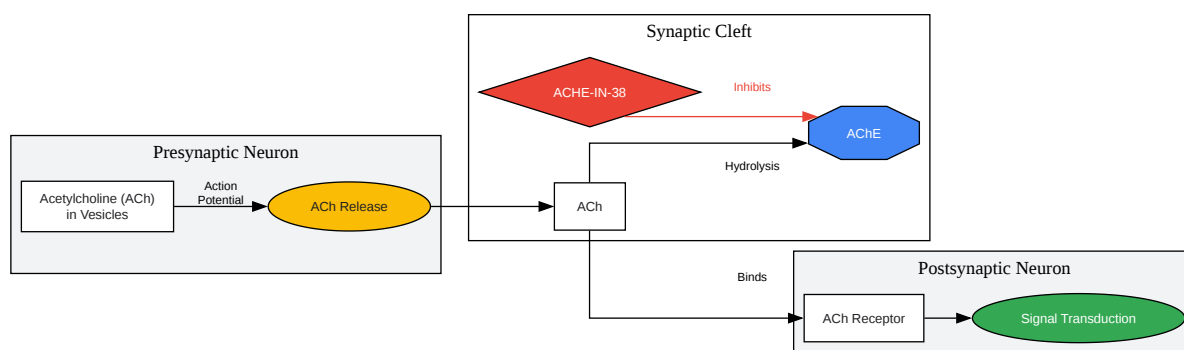 Synaptic Cleft
ACHE-IN-38
Inhibits
AChE
Presynaptic Neuron
Hydrolysis
Acetylcholine (ACh)
in Vesicles
Action
Potential
ACh Release
ACh
Postsynaptic Neuron
Binds
ACh Receptor
Signal Transduction